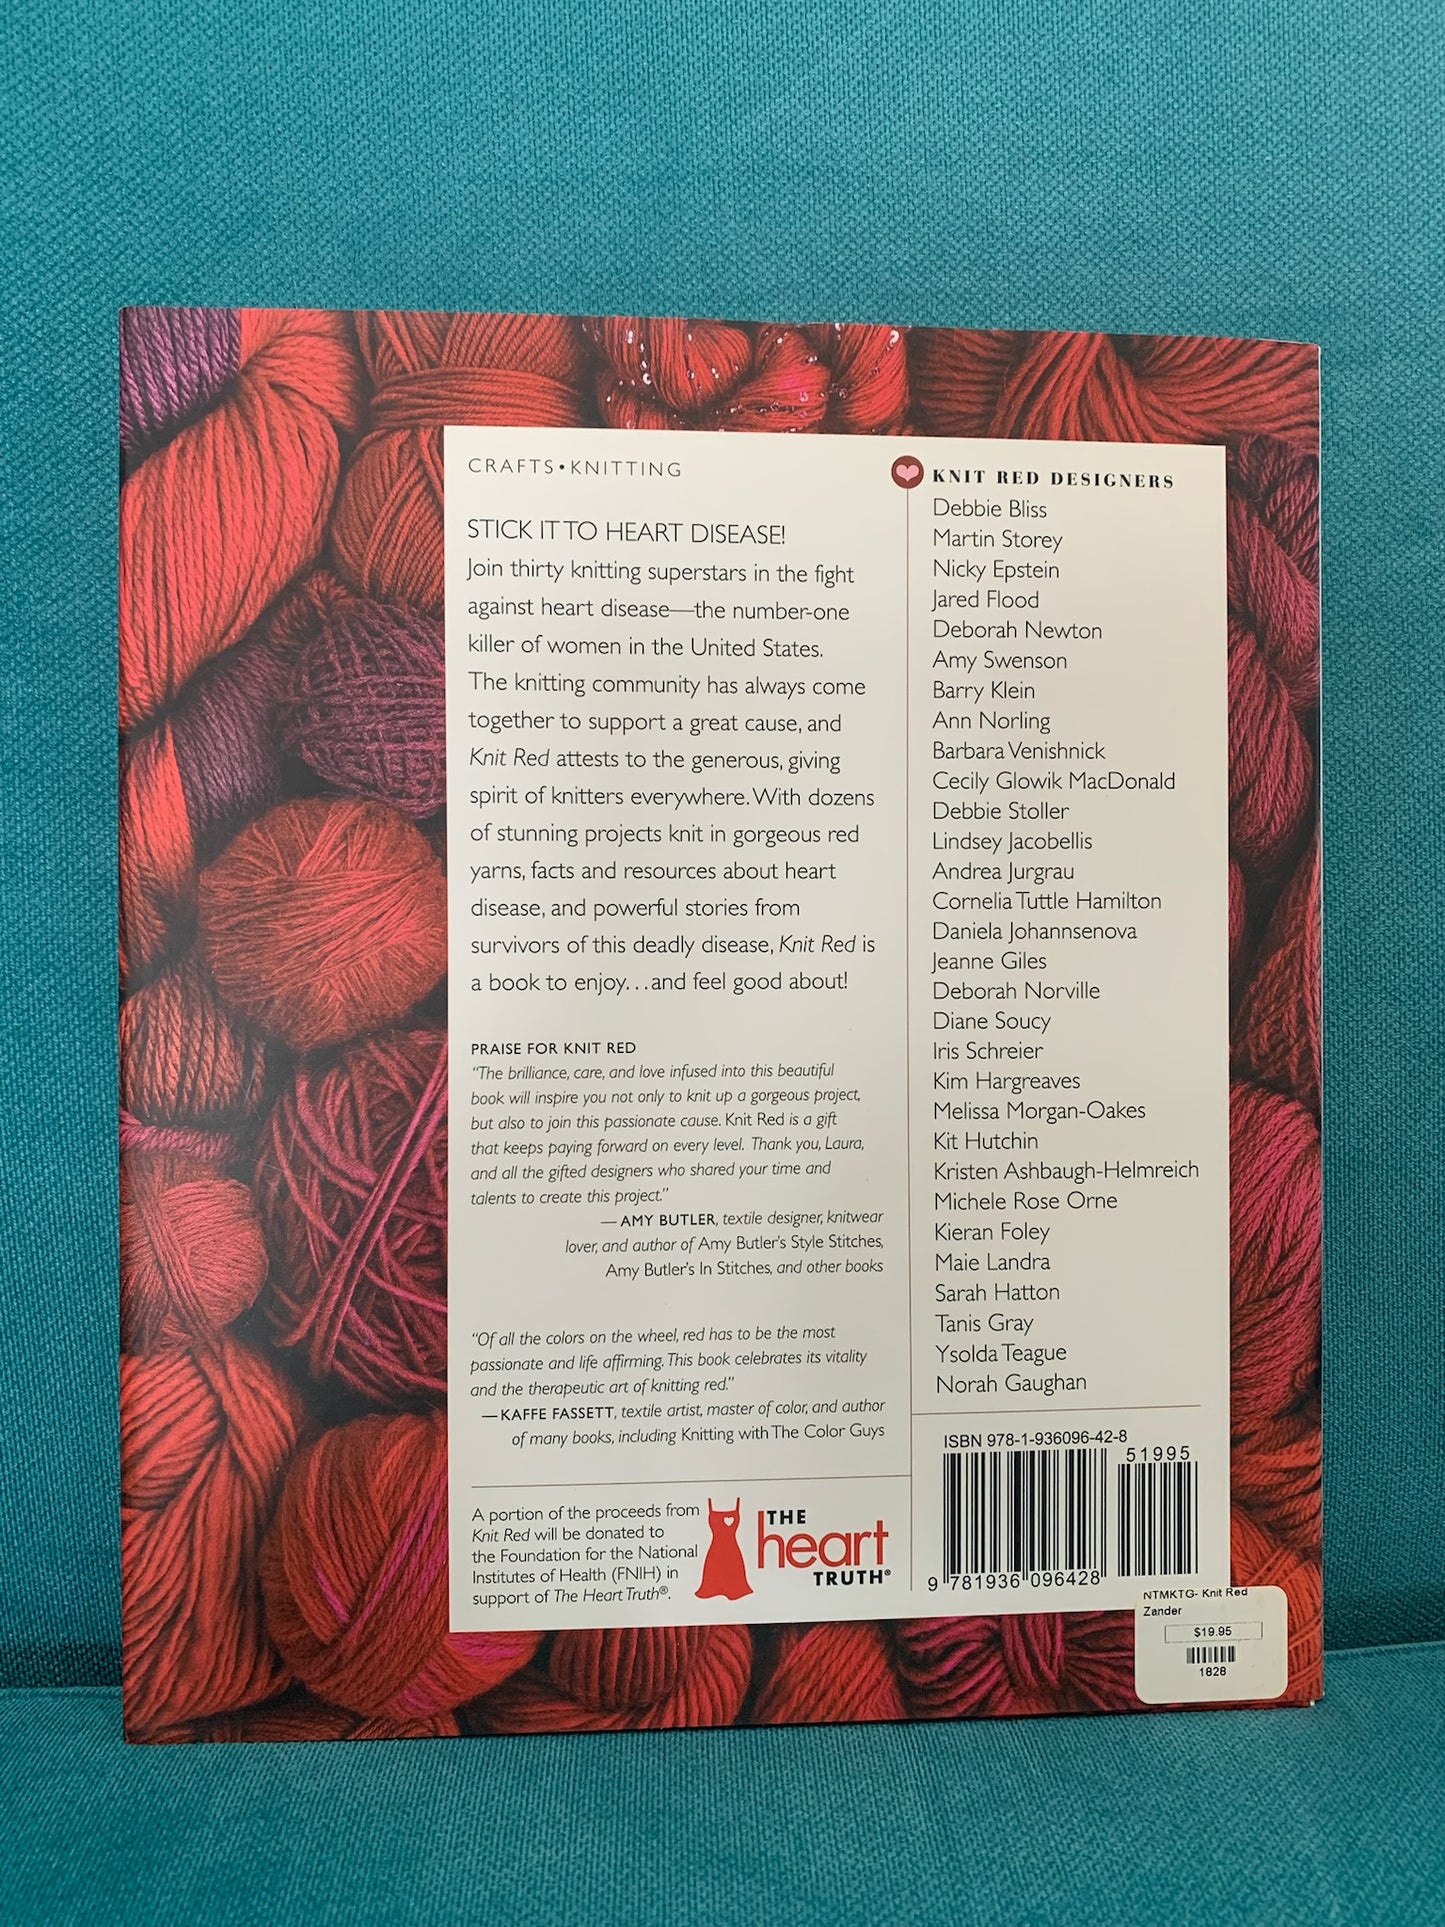 CRAFTS • KNITTING
STICK IT TO HEART DISEASE!
Join thirty knitting superstars in the fight
against heart disease—the number-one
killer of women in the United States.
The knitting community has always come
together to support a great cause, and
Knit Red attests to the generous, giving
spirit of knitters everywhere. With dozens
of stunning projects knit in gorgeous red
yarns, facts and resources about heart
disease, and powerful stories from
survivors of this deadly disease, Knit Red is
a book to enjoy...and feel good about!
PRAISE FOR KNIT RED
"The brilliance, care, and love infused into this beautiful
book will inspire you not only to knit up a gorgeous project,
but also to join this passionate cause. Knit Red is a gift
that keeps paying forward on every level. Thank you, Laura,
and all the gifted designers who shared your time and
talents to create this project."
— AMY BUTLER, textile designer, knitwear
lover, and author of Amy Butler's Style Stitches,
Amy Butler's In Stitches, and other books
"Of all the colors on the wheel, red has to be the most
passionate and life affirming. This book celebrates its vitality
and the therapeutic art of knitting red."
— KAFFE FASSETT, textile artist, master of color, and author
of many books, including Knitting with The Color Guys
A portion of the proceeds from
Knit Red will be donated to
the Foundation for the National
Institutes of Health (FNIH) in
support of The Heart Truth®.
THE
heart
TRUTH®
KNIT RED DESIGNERS
Debbie Bliss
Martin Storey
Nicky Epstein
Jared Flood
Deborah Newton
Amy Swenson
Barry Klein
Ann Norling
Barbara Venishnick
Cecily Glowik MacDonald
Debbie Stoller
Lindsey Jacobellis
Andrea Jurgrau
Cornelia Tuttle Hamilton
Daniela Johannsenova
Jeanne Giles
Deborah Norville
Diane Soucy
Iris Schreier
Kim Hargreaves
Melissa Morgan-Oakes
Kit Hutchin
Kristen Ashbaugh-Helmreich
Michele Rose Orne
Kieran Foley
Maie Landra
Sarah Hatton
Tanis Gray
Ysolda Teague
Norah Gaughan
ISBN 978-1-936096-42-8
51995
9 781936 096428
NTMKTG- Knit Red
Zander
$19.95
1828